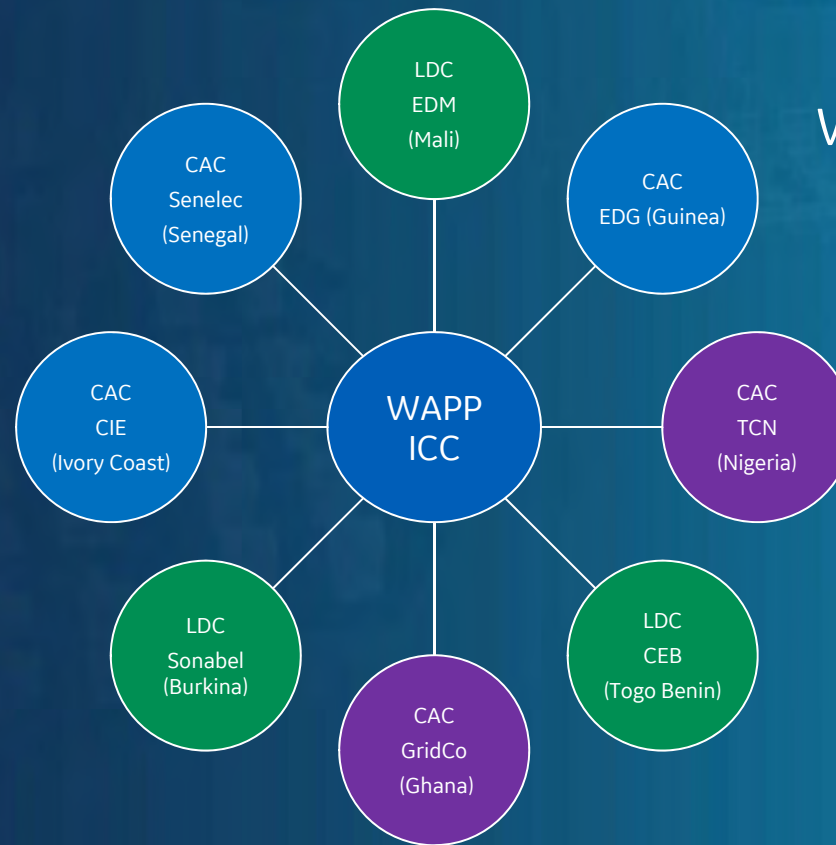 LDC
EDM
(Mali)
CAC
EDG (Guinea)
CAC
TCN
(Nigeria)
LDC
CEB
(Togo Benin)
CAC
GridCo
(Ghana)
LDC
Sonabel
(Burkina)
CAC
CIE
(Ivory Coast)
CAC
Senelec
(Senegal)
WAPP
ICC